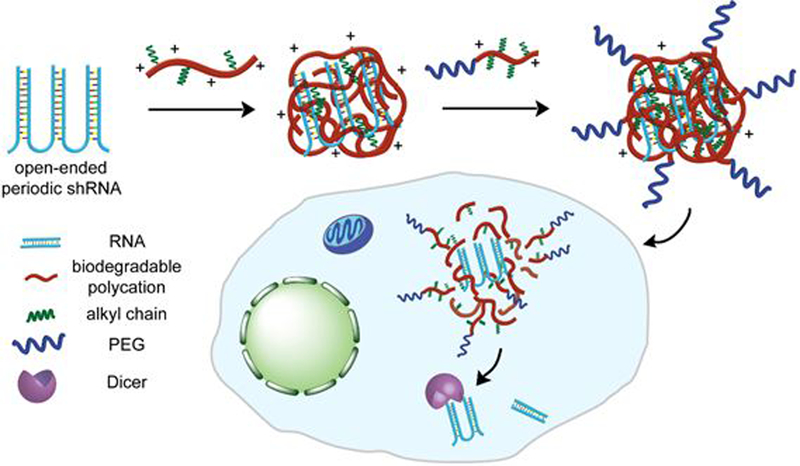 open-ended
periodic shRNA
RNA
biodegradable
polycation
alkyl chain
PEG
Dicer